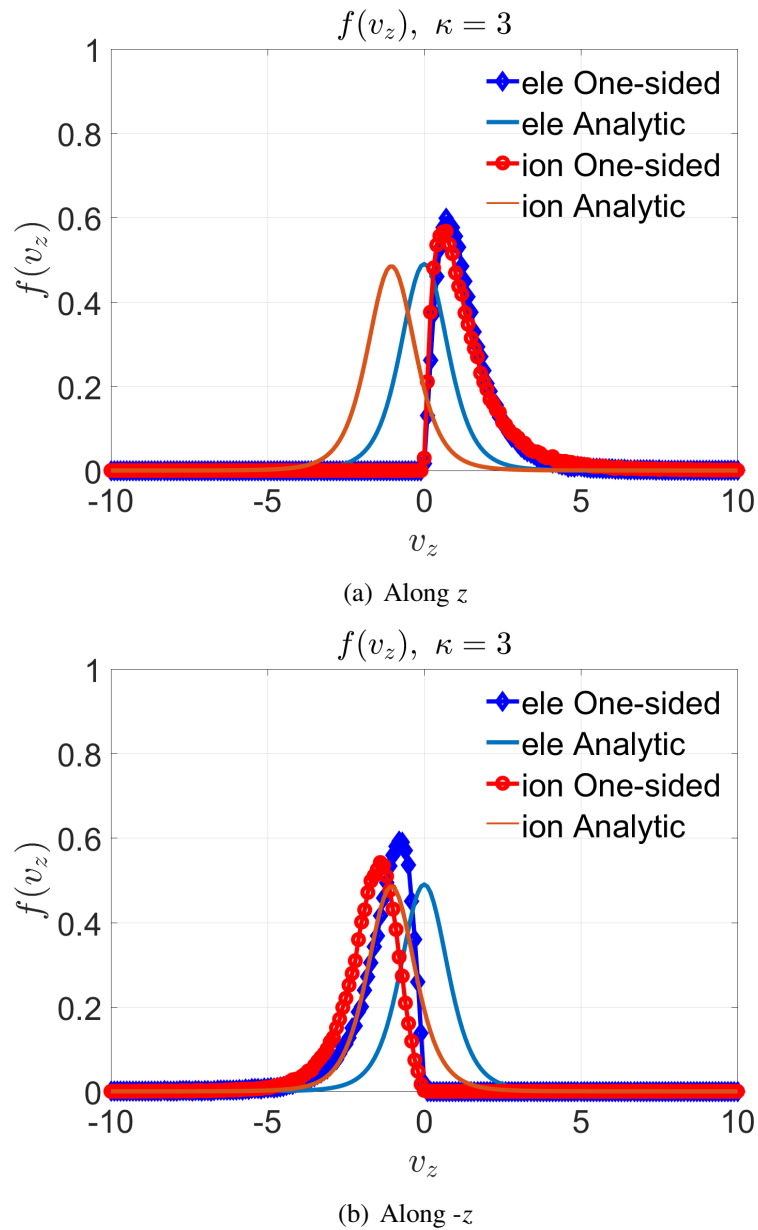 f(v_z), κ = 3
1
0.8
0.6
0.4
0.2
0
f(v_z)
ele One-sided
ele Analytic
ion One-sided
ion Analytic
-10 -5 0 5 10
v_z
(a) Along z
f(v_z), κ = 3
1
0.8
0.6
0.4
0.2
0
f(v_z)
ele One-sided
ele Analytic
ion One-sided
ion Analytic
-10 -5 0 5 10
v_z
(b) Along -z